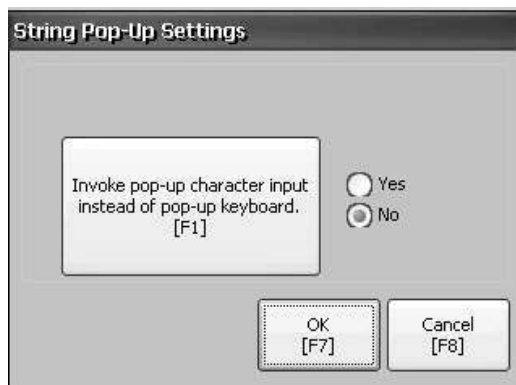 String Pop-Up Settings
Invoke pop-up character input
instead of pop-up keyboard.
[F1]
Yes
No
OK
[F7]
Cancel
[F8]